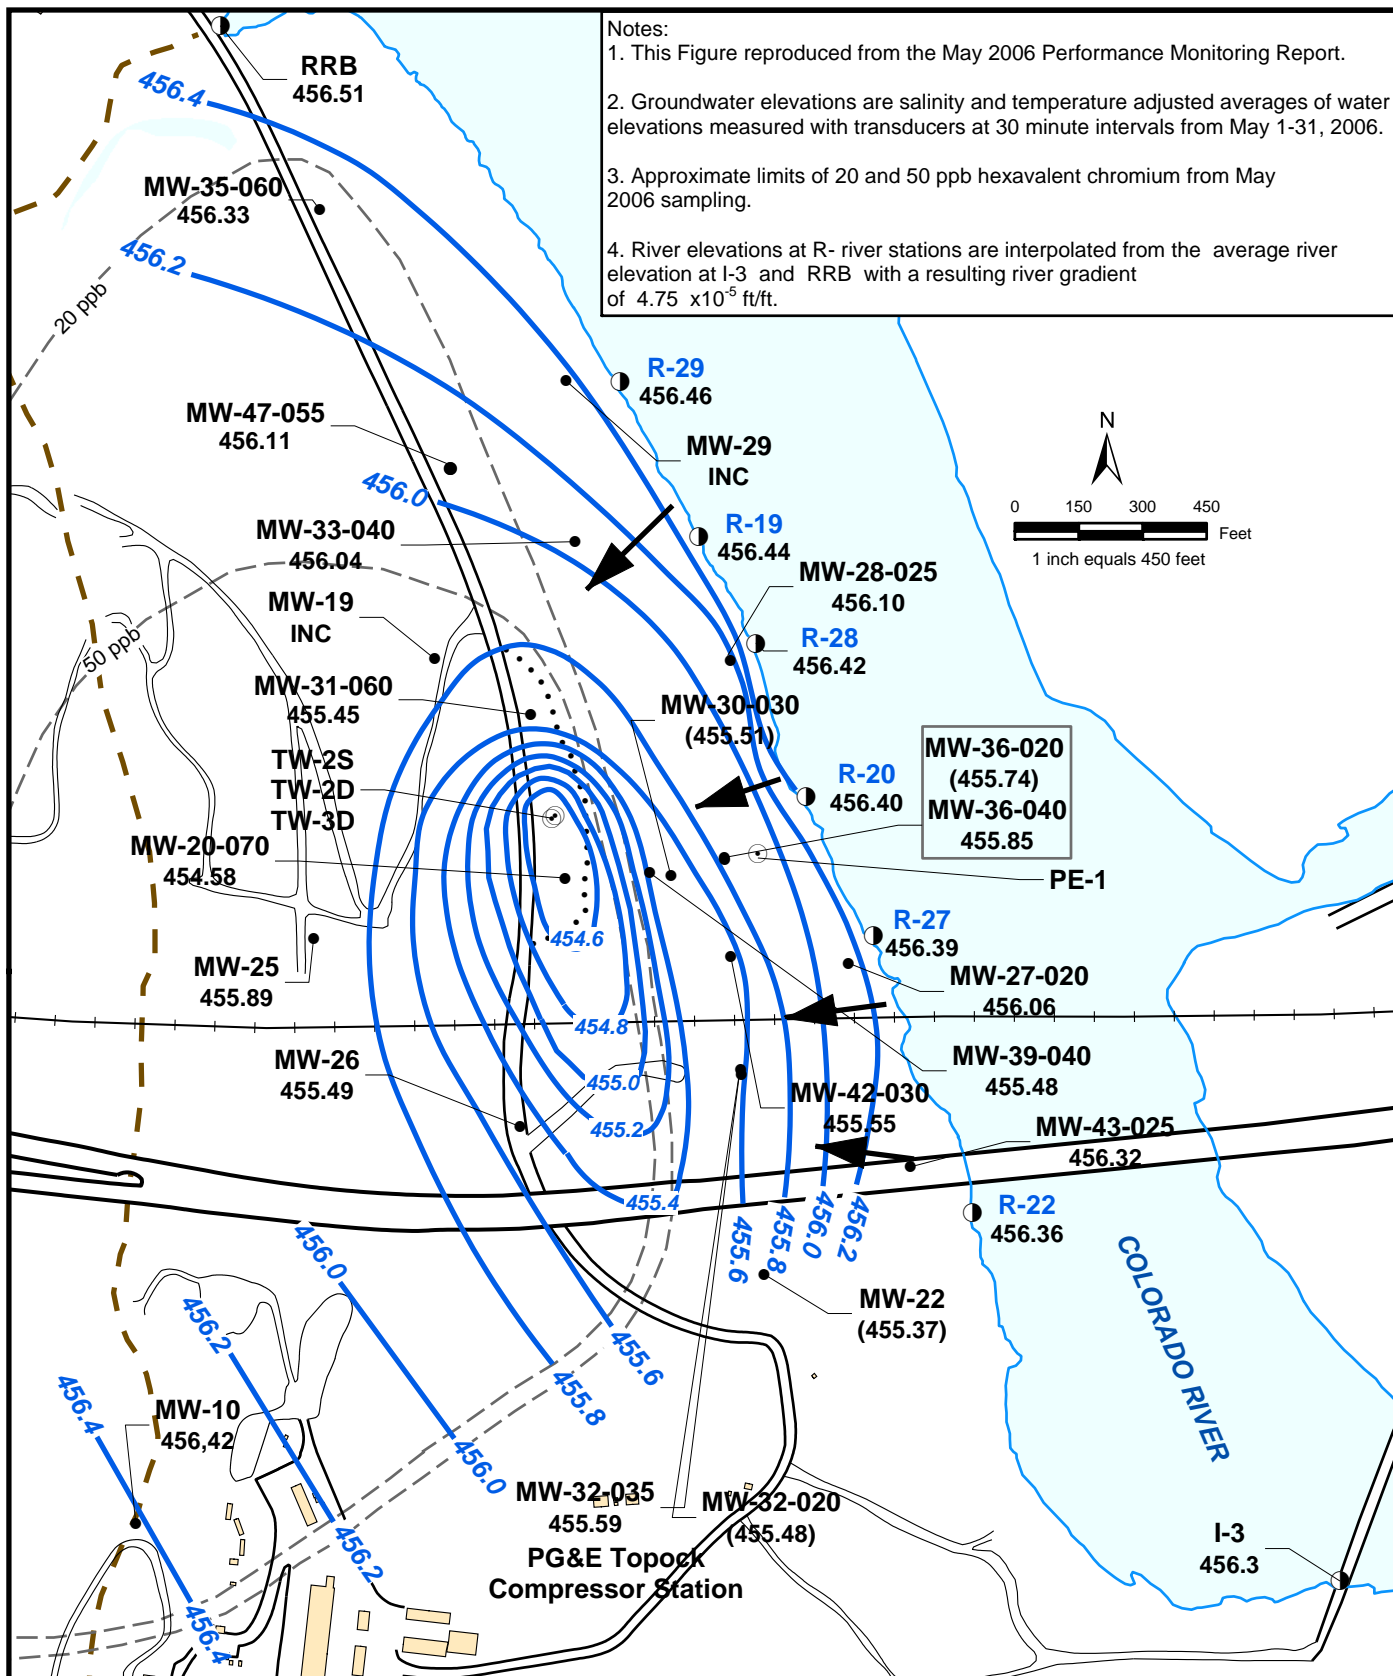 Notes:
1. This Figure reproduced from the May 2006 Performance Monitoring Report.
2. Groundwater elevations are salinity and temperature adjusted averages of water
elevations measured with transducers at 30 minute intervals from May 1-31, 2006.
3. Approximate limits of 20 and 50 ppb hexavalent chromium from May
2006 sampling.
4. River elevations at R- river stations are interpolated from the average river
elevation at I-3 and RRB with a resulting river gradient
of 4.75 x10-5 ft/ft.
RRB
456.51
456.4
MW-35-060
456.33
456.2
20 ppb
R-29
456.46
MW-47-055
456.11
MW-29
INC
456.0
N
0 150 300 450
Feet
1 inch equals 450 feet
MW-33-040
456.04
R-19
456.44
MW-28-025
456.10
MW-19
INC
50 ppb
R-28
456.42
MW-31-060
455.45
MW-30-030
(455.51)
MW-36-020
(455.74)
MW-36-040
455.85
TW-2S
TW-2D
TW-3D
R-20
456.40
MW-20-070
454.58
PE-1
R-27
456.39
454.6
MW-25
455.89
MW-27-020
456.06
454.8
MW-26
455.49
MW-39-040
455.48
455.0
MW-42-030
455.55
455.2
MW-43-025
456.32
455.4
R-22
456.36
455.6
455.8
456.0
456.2
456.0
COLORADO RIVER
MW-22
(455.37)
456.2
455.6
455.8
456.4
MW-10
456,42
456.0
MW-32-035
455.59
MW-32-020
(455.48)
456.2
I-3
456.3
PG&E Topock
Compressor Station
456.4